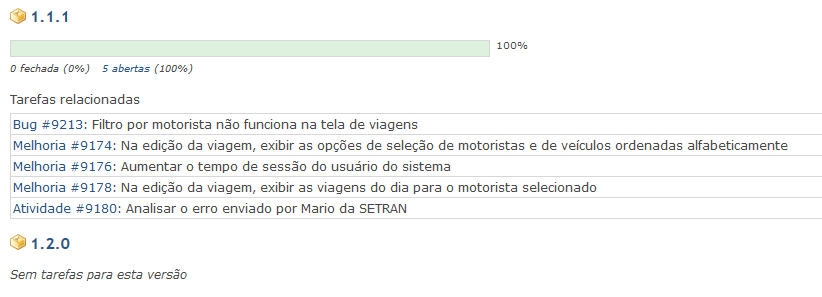 1.1.1
100%
0 fechada (0%) 5 abertas (100%)
Tarefas relacionadas
Bug #9213: Filtro por motorista não funciona na tela de viagens
Melhoria #9174: Na edição da viagem, exibir as opções de seleção de motoristas e de veículos ordenadas alfabeticamente
Melhoria #9176: Aumentar o tempo de sessão do usuário do sistema
Melhoria #9178: Na edição da viagem, exibir as viagens do dia para o motorista selecionado
Atividade #9180: Analisar o erro enviado por Mario da SETRAN
1.2.0
Sem tarefas para esta versão